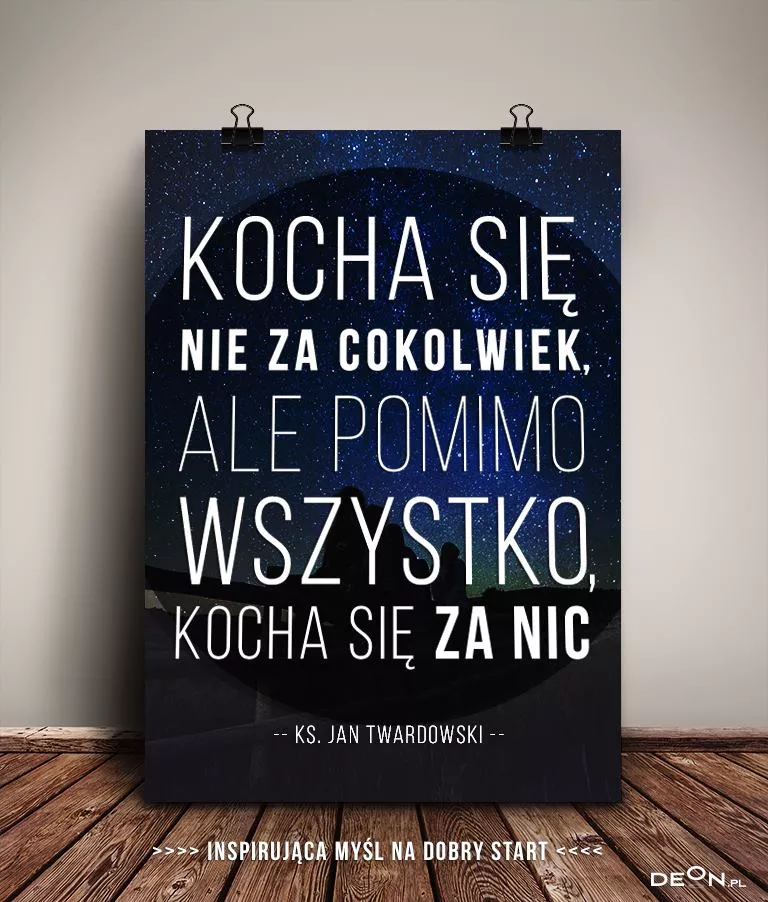 KOCHA SIĘ
NIE ZA COKOLWIEK,
ALE POMIMO
WSZYSTKO,
KOCHA SIĘ ZA NIC
-- KS. JAN TWARDOWSKI --
>>>> INSPIRUJĄCA MYŚL NA DOBRY START <<<<
DEON.PL